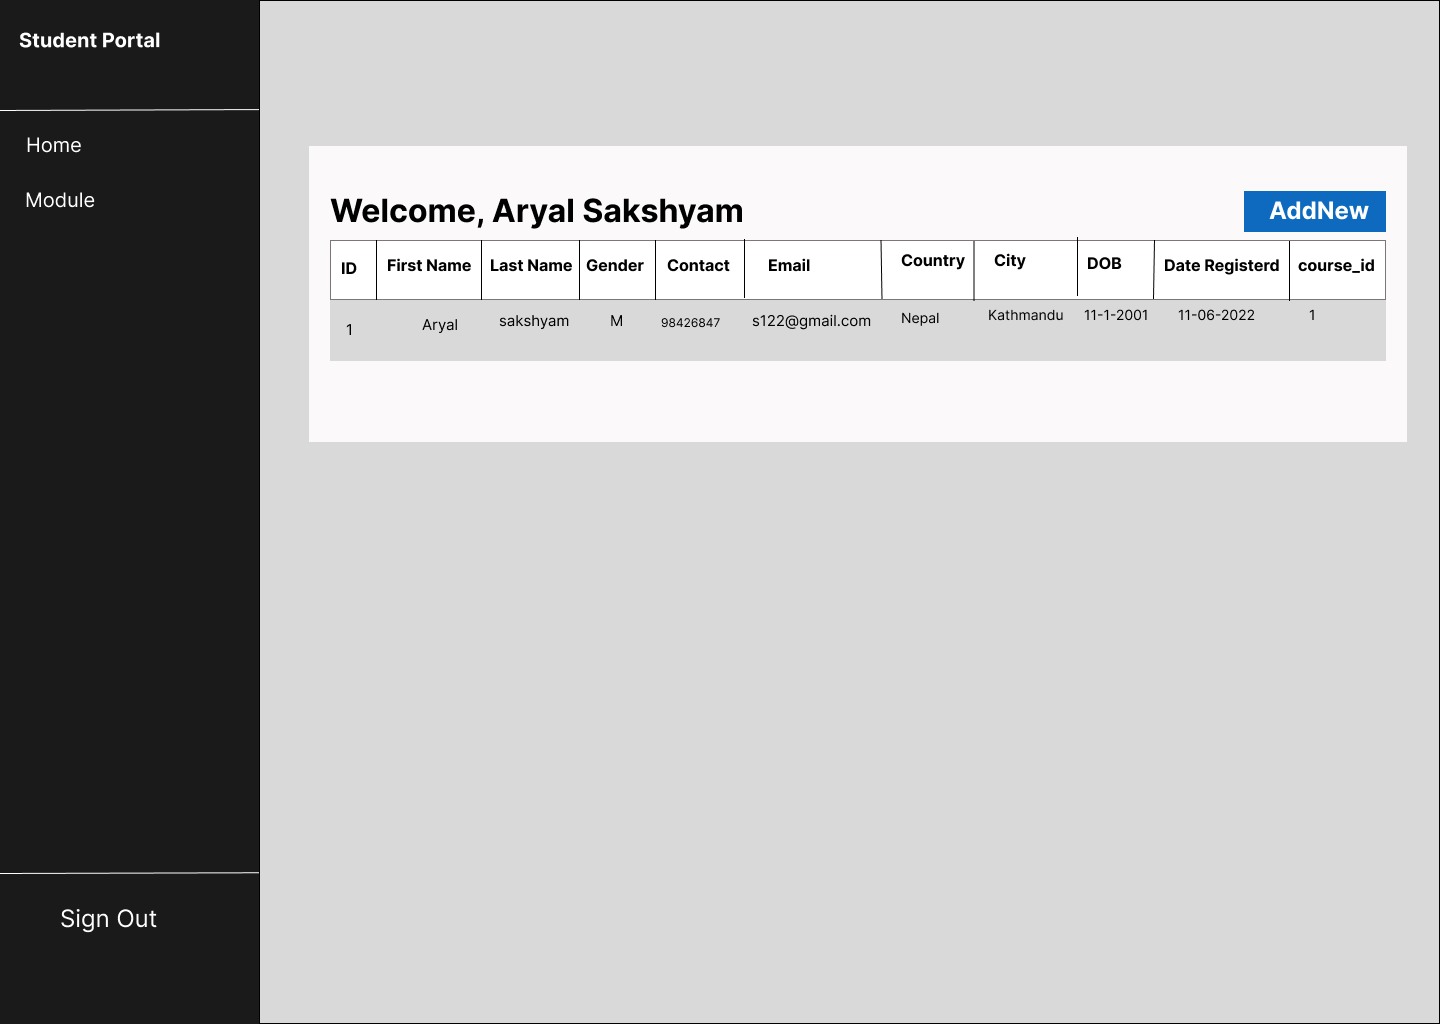 Student Portal
Home
Module
Sign Out
Welcome, Aryal Sakshyam
AddNew
ID First Name Last Name Gender Contact Email Country City DOB Date Registerd course_id
1 Aryal sakshyam M 98426847 s122@gmail.com Nepal Kathmandu 11-1-2001 11-06-2022 1